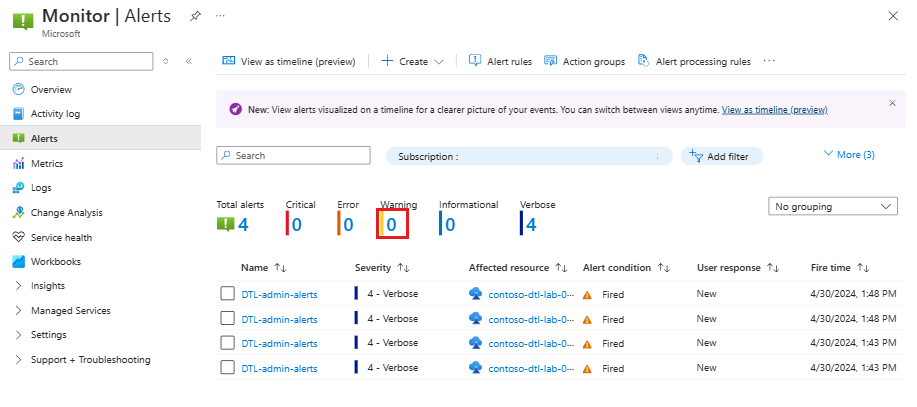 Monitor | Alerts
Microsoft
Search
Overview
Activity log
Alerts
Metrics
Logs
Change Analysis
Service health
Workbooks
Insights
Managed Services
Settings
Support + Troubleshooting
View as timeline (preview) Create Alert rules Action groups Alert processing rules
New: View alerts visualized on a timeline for a clearer picture of your events. You can switch between views anytime. View as timeline (preview)
Search Subscription : Add filter More (3)
Total alerts Critical Error Warning Informational Verbose
4 0 0 0 0 4
No grouping
Name Severity Affected resource Alert condition User response Fire time
DTL-admin-alerts 4 - Verbose contoso-dtl-lab-0··· Fired New 4/30/2024, 1:48 PM
DTL-admin-alerts 4 - Verbose contoso-dtl-lab-0··· Fired New 4/30/2024, 1:48 PM
DTL-admin-alerts 4 - Verbose contoso-dtl-lab-0··· Fired New 4/30/2024, 1:43 PM
DTL-admin-alerts 4 - Verbose contoso-dtl-lab-0··· Fired New 4/30/2024, 1:43 PM